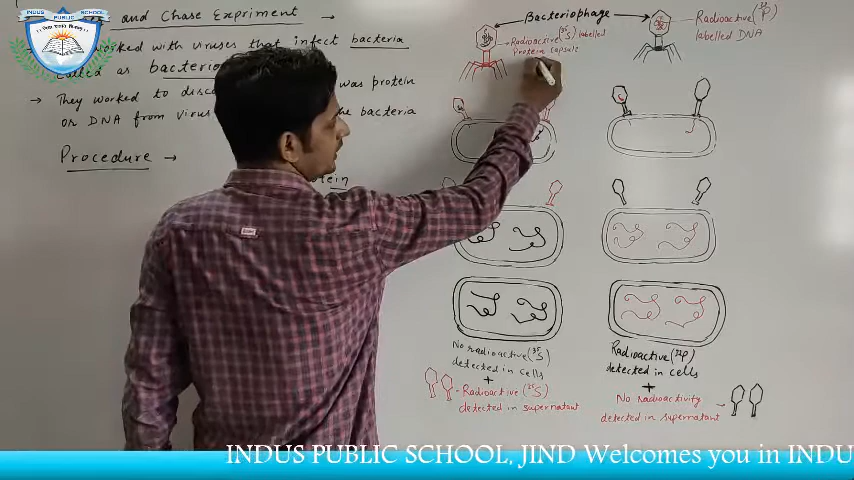 and Chase Expriment →
INDUS PUBLIC SCHOOL
worked with viruses that infect bacteria
called as
→ They worked to was protein
or DNA from the bacteria
Procedure →
Bacteriophage
Radioactive (35S) labelled
Protein capsule
Radioactive (32P)
labelled DNA
No radioactive (35S)
detected in cells
+
- Radioactive (35S)
detected in supernatant
Radioactive (32P)
detected in cells
+
No radioactivity
detected in supernatant
INDUS PUBLIC SCHOOL, JIND Welcomes you in INDU